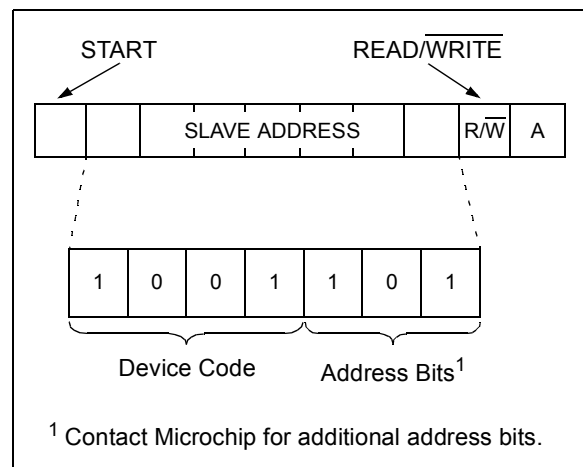 START READ/WRITE
SLAVE ADDRESS R/W A
1 0 0 1 1 0 1
Device Code Address Bits1
1 Contact Microchip for additional address bits.